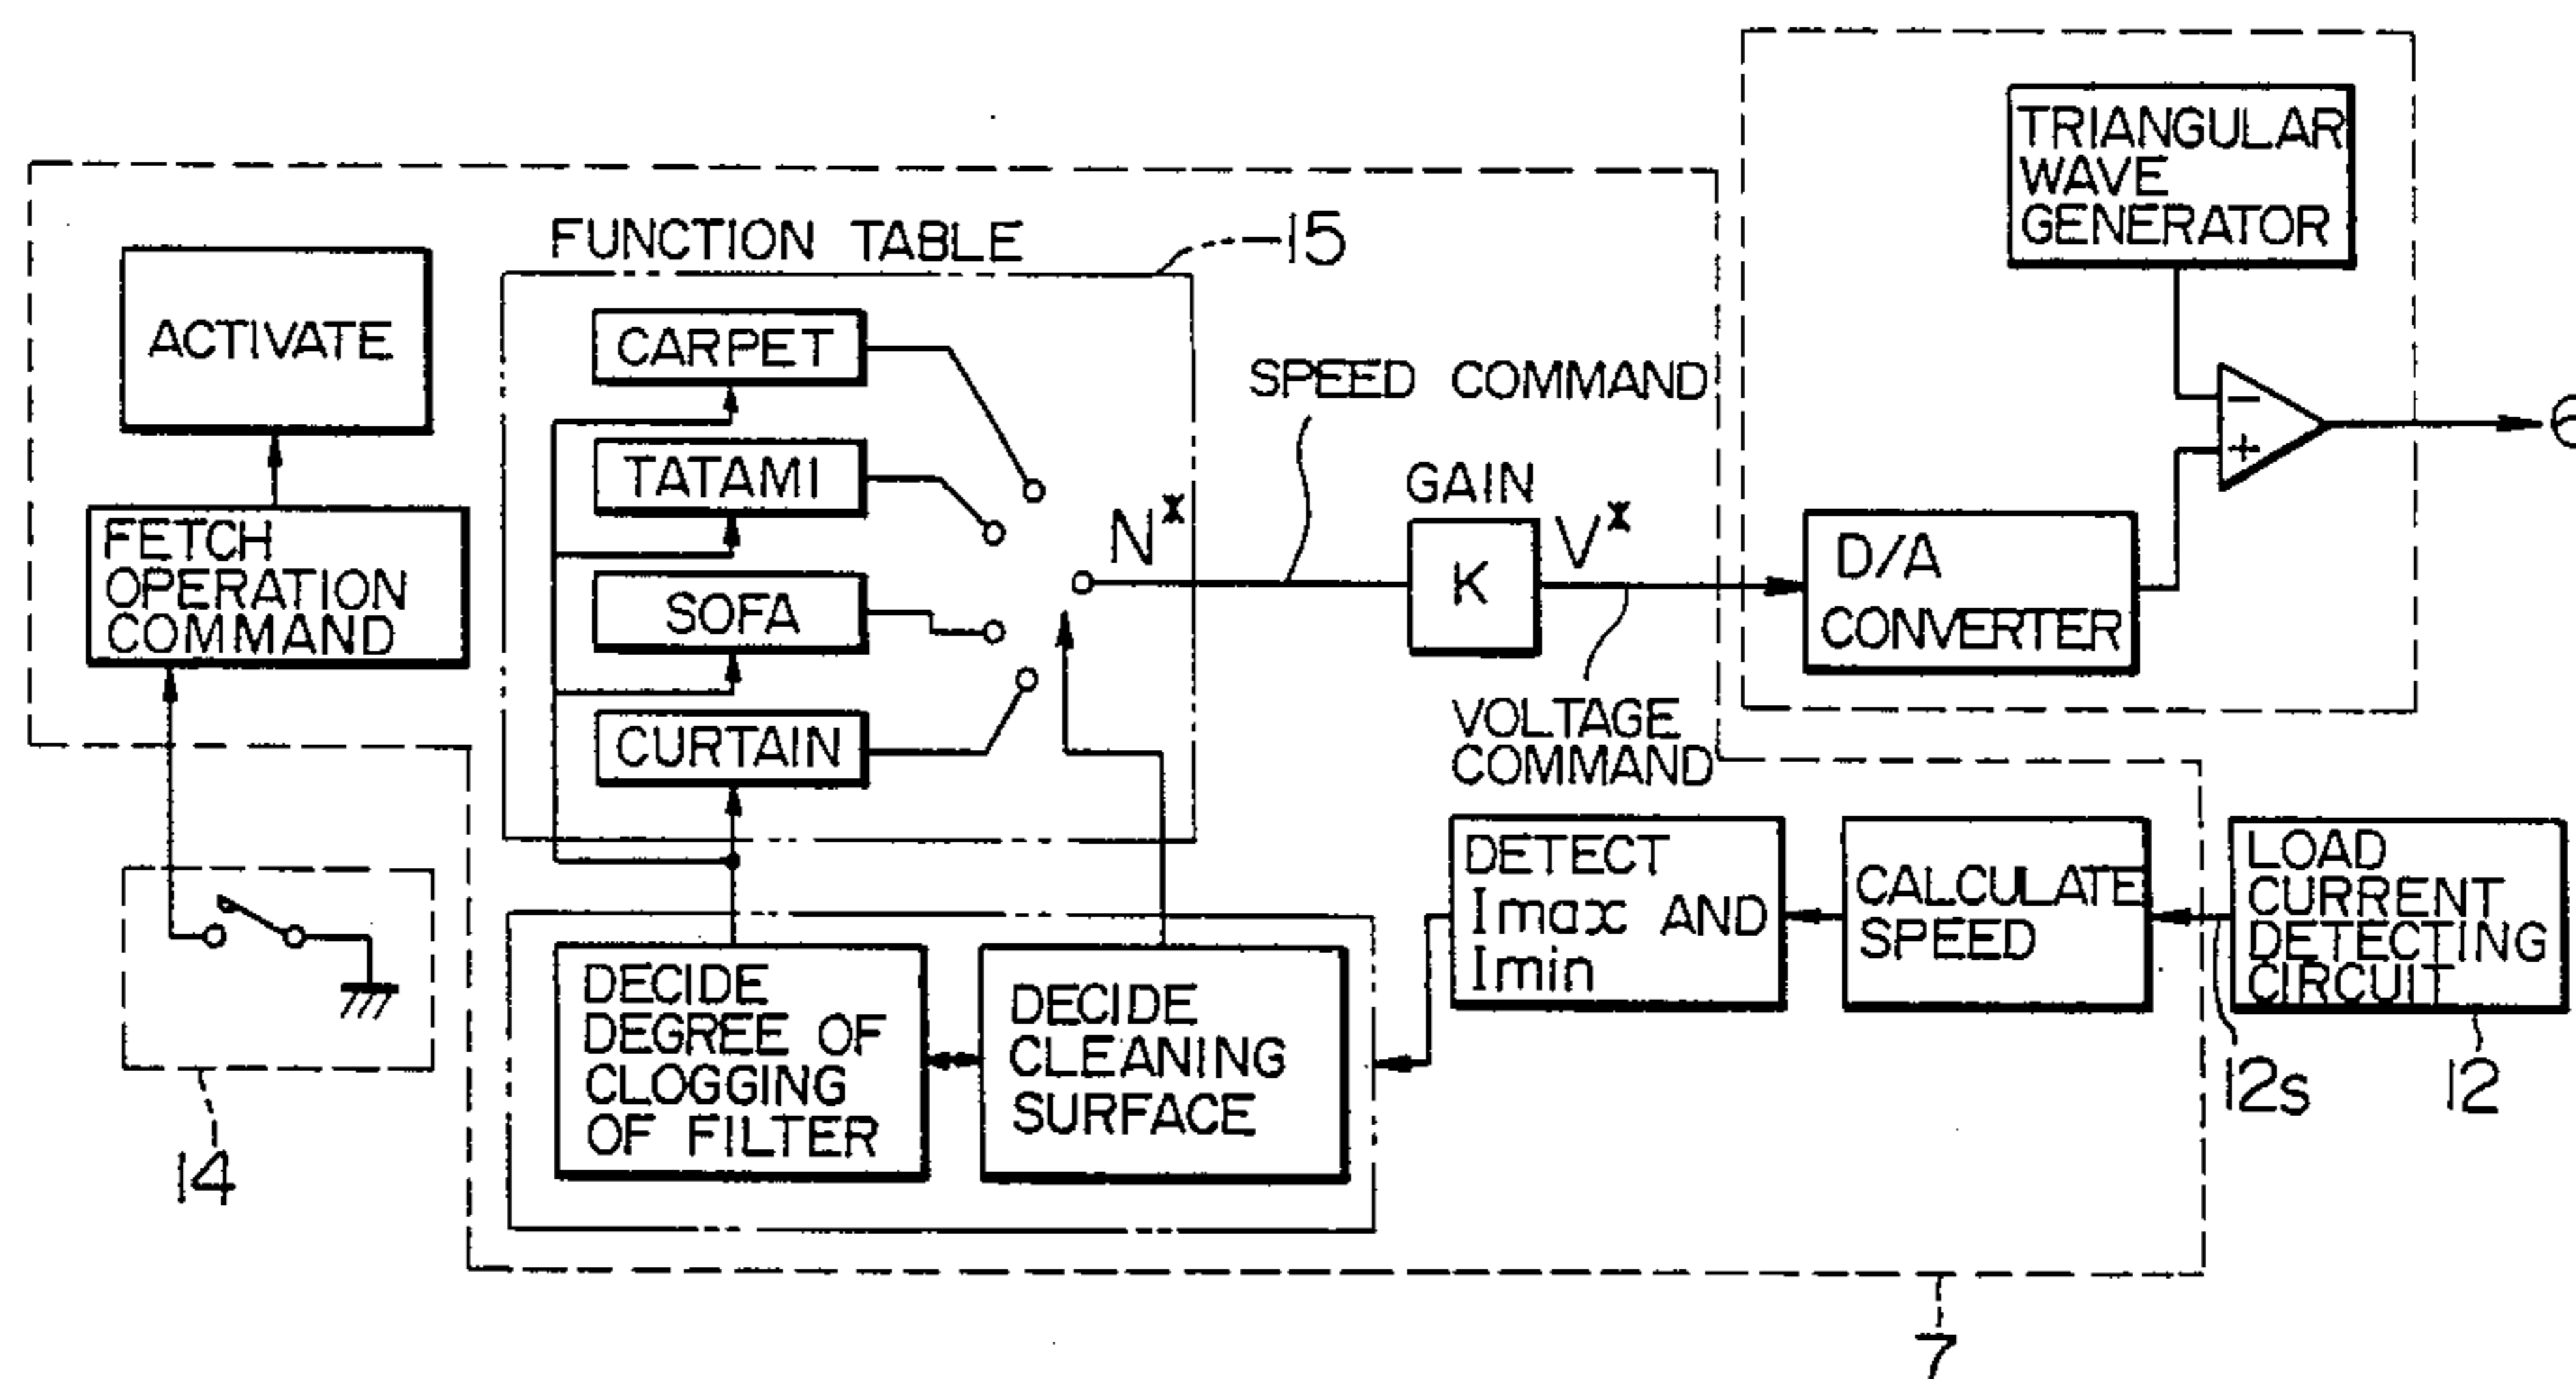 TRIANGULAR
WAVE
GENERATOR
FUNCTION TABLE
15
ACTIVATE
CARPET
SPEED COMMAND
6
TATAMI
GAIN
N*
V*
FETCH
OPERATION
COMMAND
K
D/A
CONVERTER
SOFA
CURTAIN
VOLTAGE
COMMAND
DETECT
Imax AND
Imin
CALCULATE
SPEED
LOAD
CURRENT
DETECTING
CIRCUIT
DECIDE
DEGREE OF
CLOGGING
OF FILTER
DECIDE
CLEANING
SURFACE
12s
12
14
7